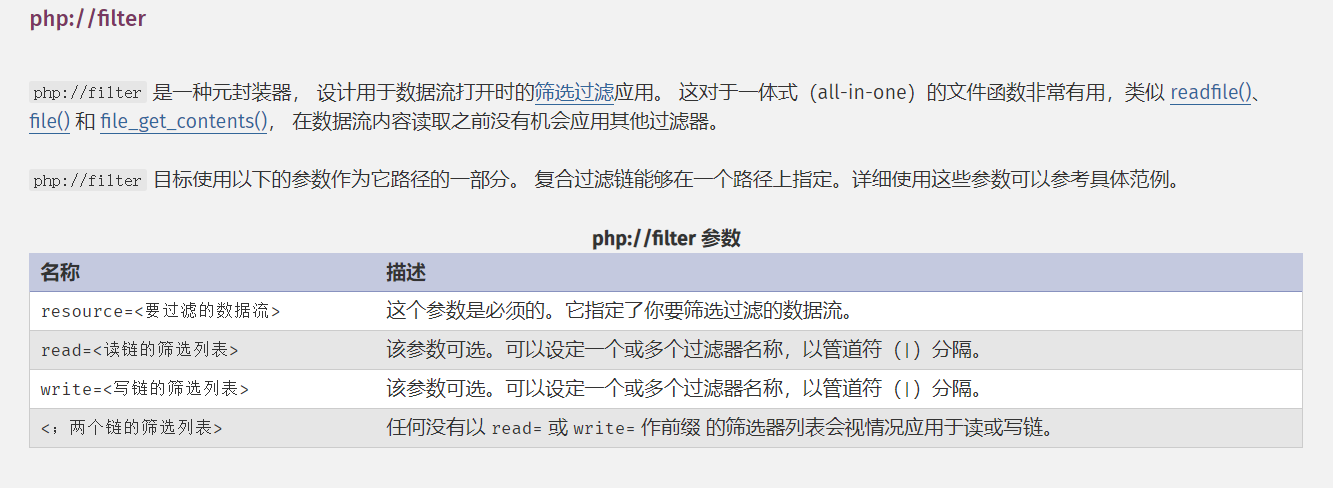 php://filter
php://filter 是一种元封装器， 设计用于数据流打开时的筛选过滤应用。 这对于一体式（all-in-one）的文件函数非常有用，类似 readfile()、
file() 和 file_get_contents()， 在数据流内容读取之前没有机会应用其他过滤器。
php://filter 目标使用以下的参数作为它路径的一部分。 复合过滤链能够在一个路径上指定。详细使用这些参数可以参考具体范例。
php://filter 参数
名称 描述
resource=<要过滤的数据流> 这个参数是必须的。它指定了你要筛选过滤的数据流。
read=<读链的筛选列表> 该参数可选。可以设定一个或多个过滤器名称，以管道符（|）分隔。
write=<写链的筛选列表> 该参数可选。可以设定一个或多个过滤器名称，以管道符（|）分隔。
<；两个链的筛选列表> 任何没有以 read= 或 write= 作前缀 的筛选器列表会视情况应用于读或写链。